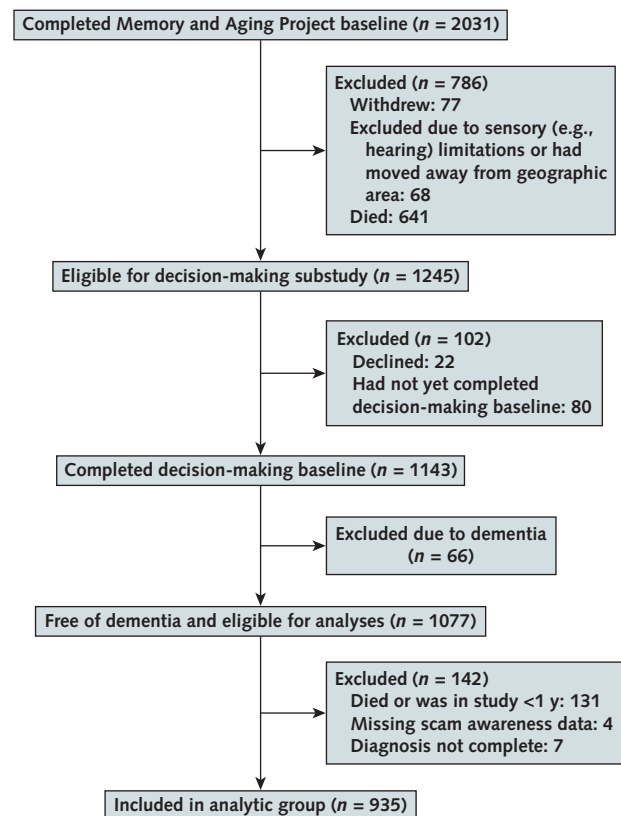 Completed Memory and Aging Project baseline (n = 2031)
Excluded (n = 786)
Withdrew: 77
Excluded due to sensory (e.g.,
hearing) limitations or had
moved away from geographic
area: 68
Died: 641
Eligible for decision-making substudy (n = 1245)
Excluded (n = 102)
Declined: 22
Had not yet completed
decision-making baseline: 80
Completed decision-making baseline (n = 1143)
Excluded due to dementia
(n = 66)
Free of dementia and eligible for analyses (n = 1077)
Excluded (n = 142)
Died or was in study <1 y: 131
Missing scam awareness data: 4
Diagnosis not complete: 7
Included in analytic group (n = 935)